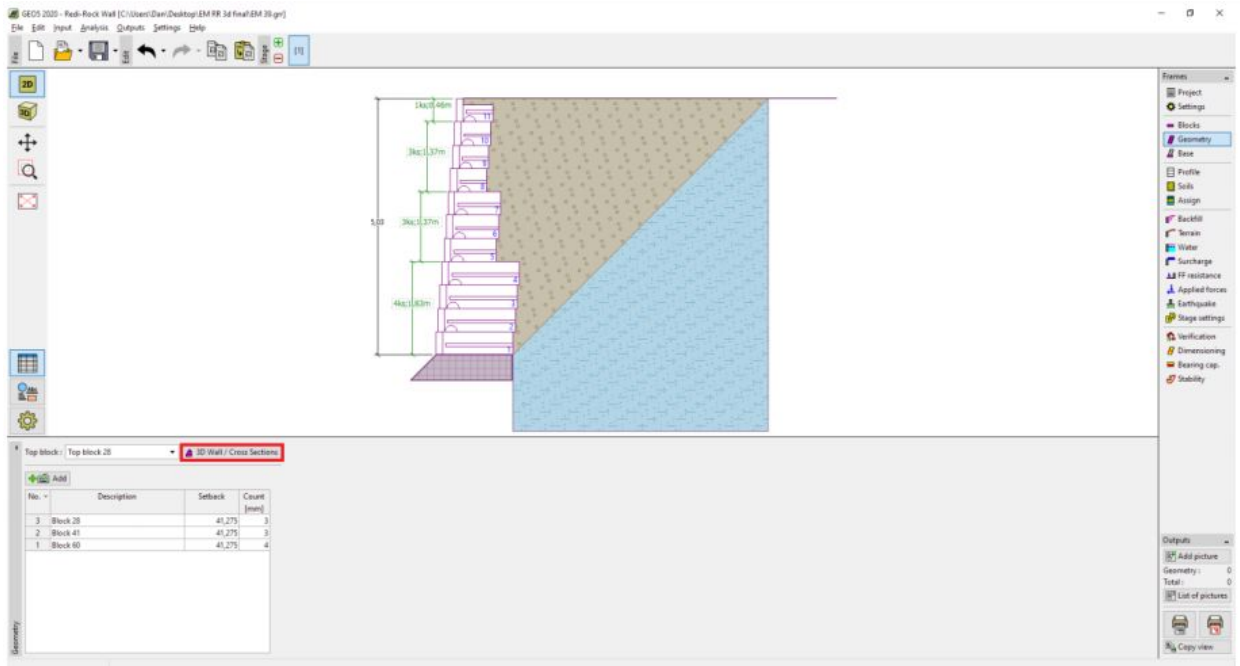 GEO5 2020 - Redi-Rock Wall [C:\Users\Dan\Desktop\EM RR 3d final\EM 39.grr]
File Edit Input Analysis Outputs Settings Help
File
Edit
Stage
[1]
2D
3D
1ks;0.46m
3ks;1.37m
5,03
3ks;1.37m
4ks;1.83m
11
10
9
8
7
6
5
4
3
2
1
Frames
Project
Settings
Blocks
Geometry
Base
Profile
Soils
Assign
Backfill
Terrain
Water
Surcharge
FF resistance
Applied forces
Earthquake
Stage settings
Verification
Dimensioning
Bearing cap.
Stability
Top block : Top block 28 3D Wall / Cross Sections
Add
No. Description Setback Count
[mm]
3 Block 28 41,275 3
2 Block 41 41,275 3
1 Block 60 41,275 4
Geometry
Outputs
Add picture
Geometry : 0
Total : 0
List of pictures
Copy view